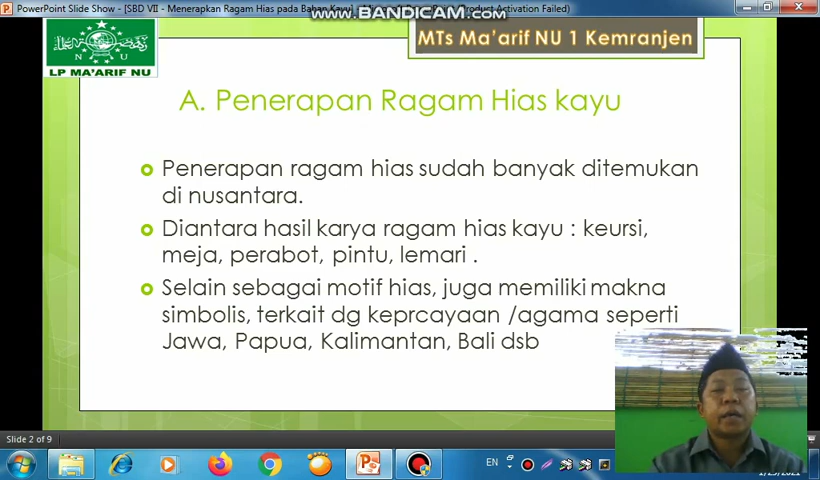 PowerPoint Slide Show - [SBD VII - Menerapkan Ragam Hias pada Bahan Kayu]
Product Activation Failed)
WWW.BANDICAM.COM
MTs Ma'arif NU 1 Kemranjen
N U
LP MA'ARIF NU
A. Penerapan Ragam Hias kayu
Penerapan ragam hias sudah banyak ditemukan
di nusantara.
Diantara hasil karya ragam hias kayu : keursi,
meja, perabot, pintu, lemari .
Selain sebagai motif hias, juga memiliki makna
simbolis, terkait dg keprcayaan /agama seperti
Jawa, Papua, Kalimantan, Bali dsb
Slide 2 of 9
EN